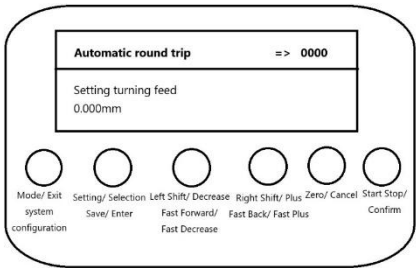 Automatic round trip => 0000
Setting turning feed
0.000mm
Mode/ Exit
system
configuration
Setting/ Selection
Save/ Enter
Left Shift/ Decrease
Fast Forward/
Fast Decrease
Right Shift/ Plus
Fast Back/ Fast Plus
Zero/ Cancel
Start Stop/
Confirm